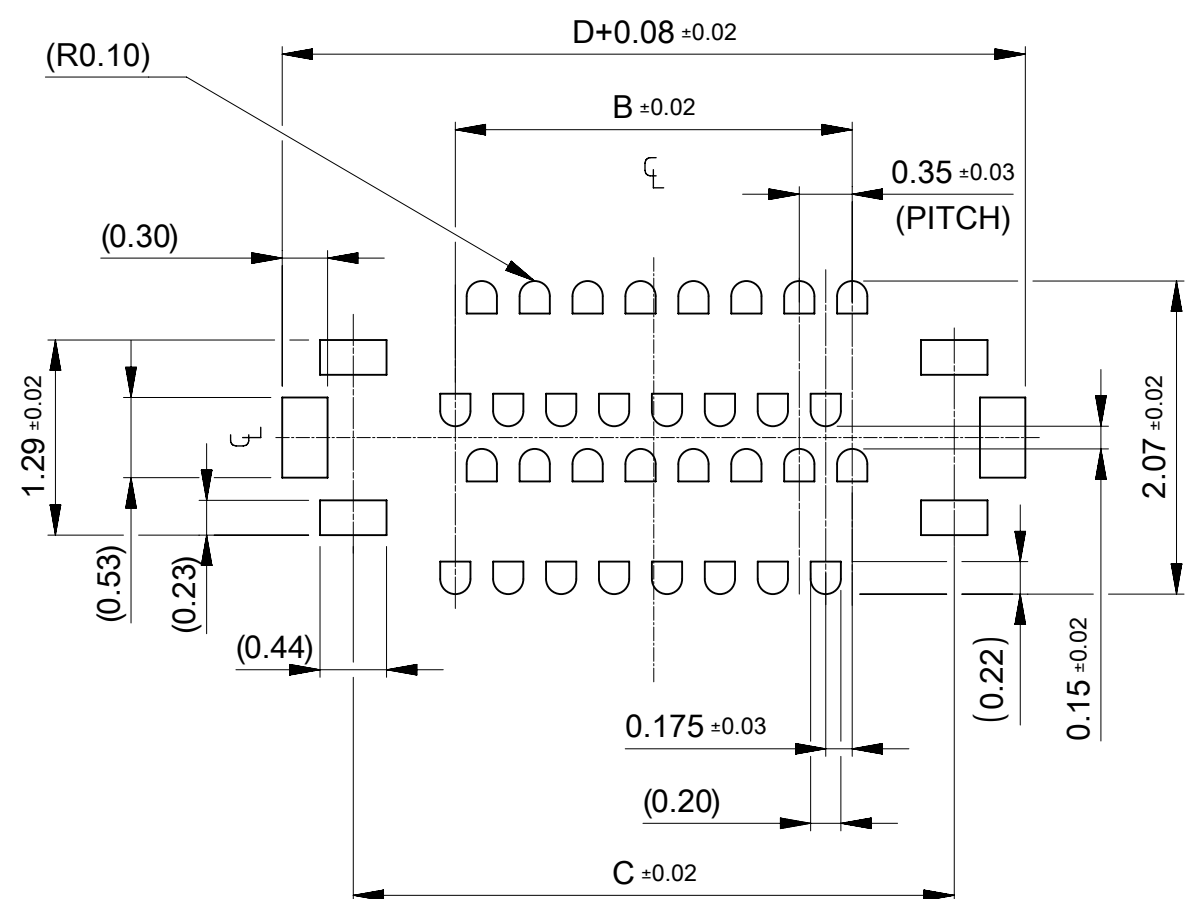 D+0.08 ±0.02
(R0.10)
B ±0.02
℄
0.35 ±0.03
(PITCH)
(0.30)
1.29 ±0.02
(0.53)
(0.23)
℄
(0.44)
2.07 ±0.02
0.15 ±0.02
(0.22)
0.175 ±0.03
(0.20)
C ±0.02